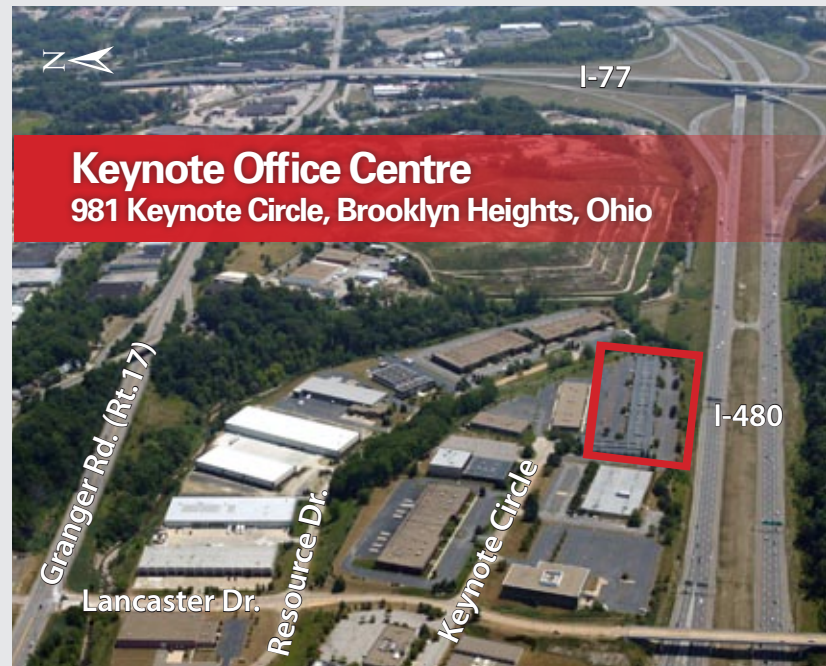 N
I-77
Keynote Office Centre
981 Keynote Circle, Brooklyn Heights, Ohio
Granger Rd. (Rt. 17)
I-480
Keynote Circle
Resource Dr.
Lancaster Dr.